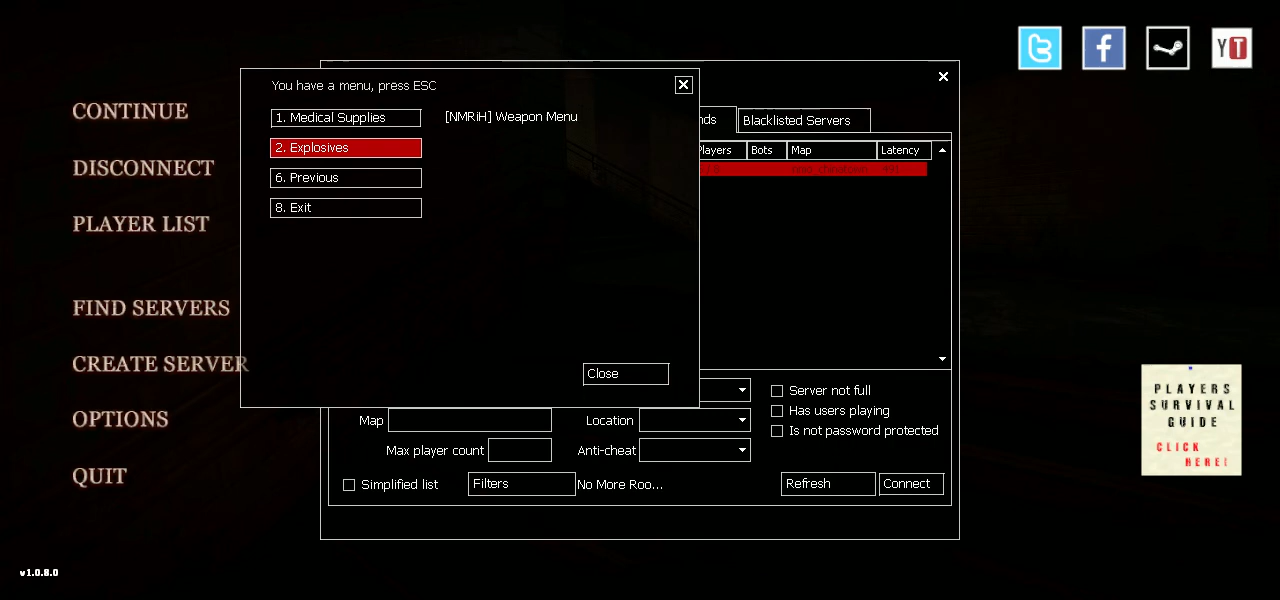 CONTINUE
DISCONNECT
PLAYER LIST
FIND SERVERS
CREATE SERVER
OPTIONS
QUIT
v1.0.8.0
You have a menu, press ESC
1. Medical Supplies
[NMRiH] Weapon Menu
2. Explosives
6. Previous
8. Exit
Close
nds
Blacklisted Servers
Players
Bots
Map
Latency
Server not full
Map
Location
Has users playing
Max player count
Anti-cheat
Is not password protected
Simplified list
Filters
No More Roo...
Refresh
Connect
YT
PLAYERS
SURVIVAL
GUIDE
CLICK
HERE!